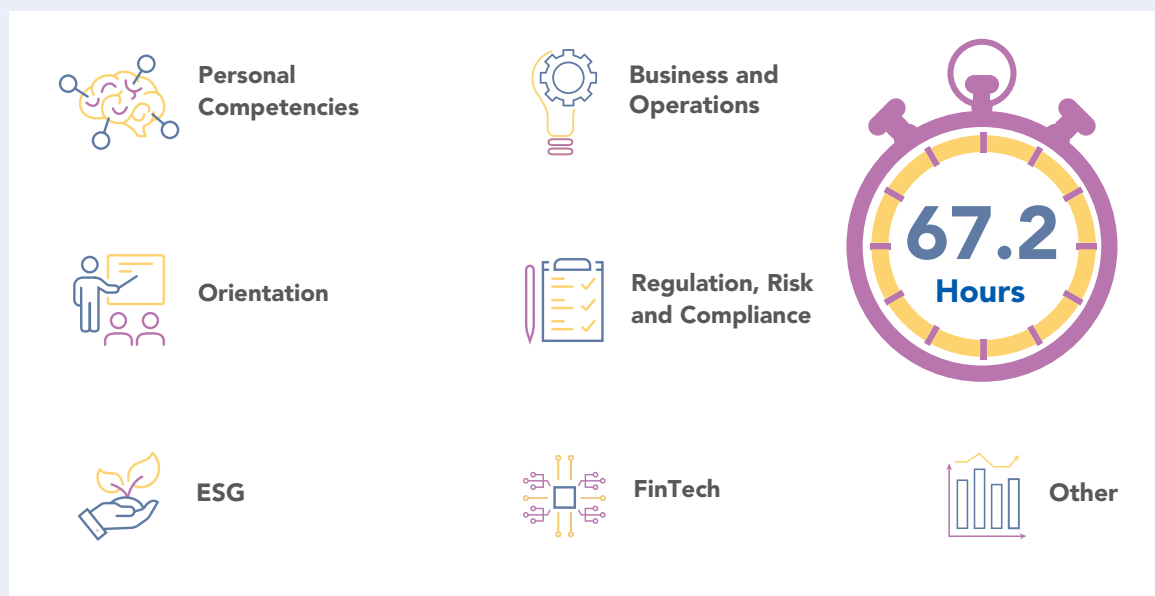 Personal
Competencies
Business and
Operations
67.2
Hours
Orientation
Regulation, Risk
and Compliance
ESG
FinTech
Other